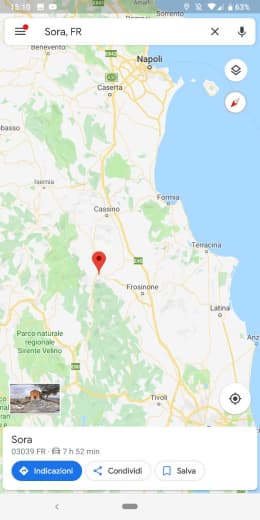 15:10
63%
Amalfi
Sorrento
Sora, FR
Benevento
Napoli
Caserta
Isernia
Formia
Cassino
Terracina
Frosinone
Latina
Parco naturale
regionale
Sirente Velino
Tivoli
Sora
03039 FR · 7 h 52 min
Indicazioni
Condividi
Salva